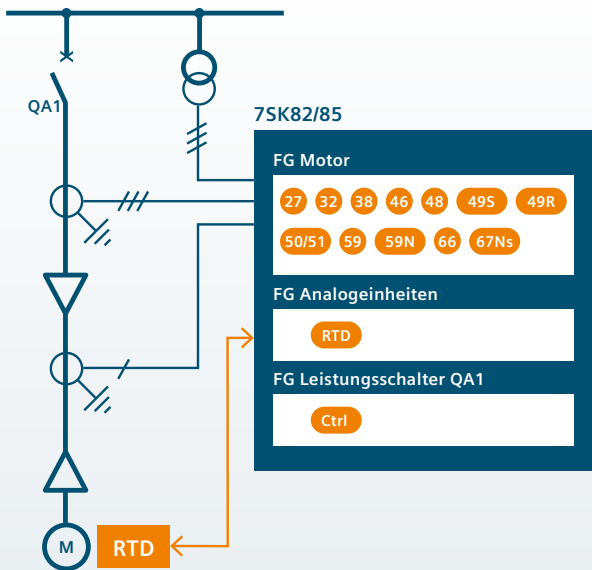 QA1
7SK82/85
FG Motor
27 32 38 46 48 49S 49R
50/51 59 59N 66 67Ns
FG Analogeinheiten
RTD
FG Leistungsschalter QA1
Ctrl
M RTD